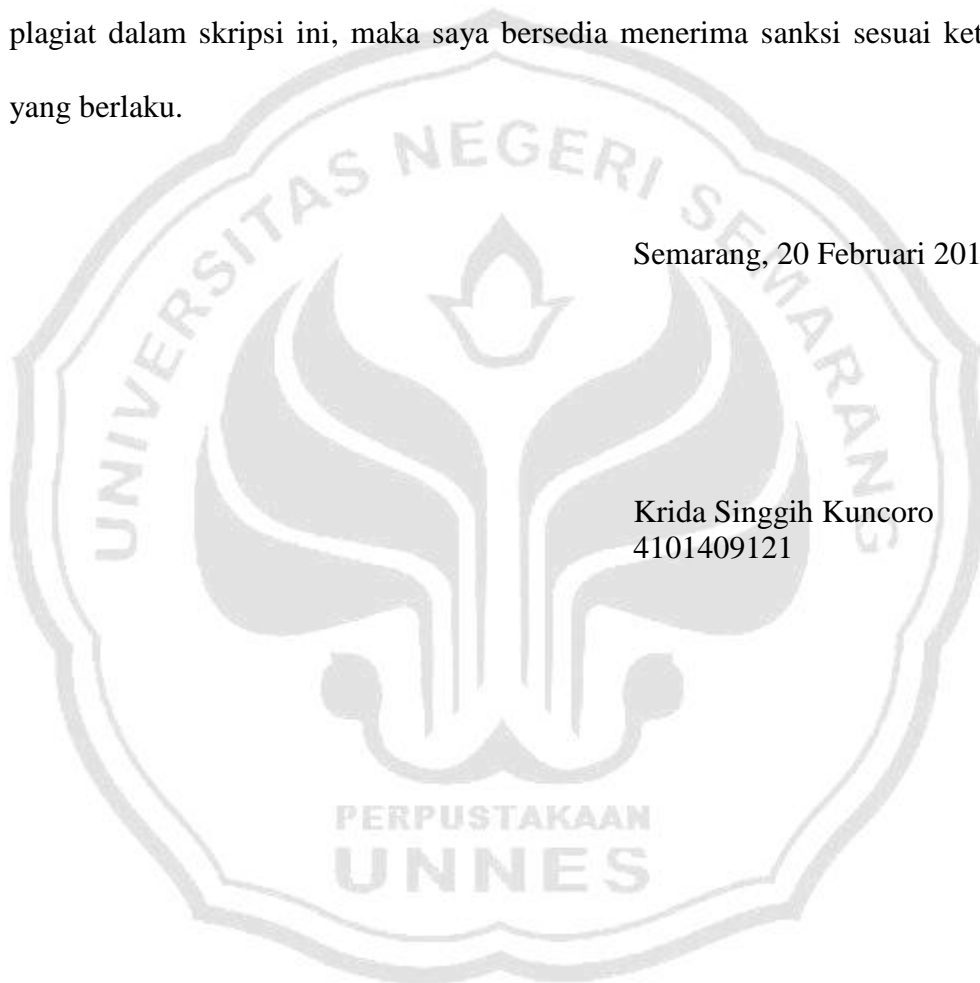 plagiat dalam skripsi ini, maka saya bersedia menerima sanksi sesuai ket
yang berlaku.
UNIVERSITAS NEGERI SEMARANG
Semarang, 20 Februari 201
Krida Singgih Kuncoro
4101409121
PERPUSTAKAAN
UNNES